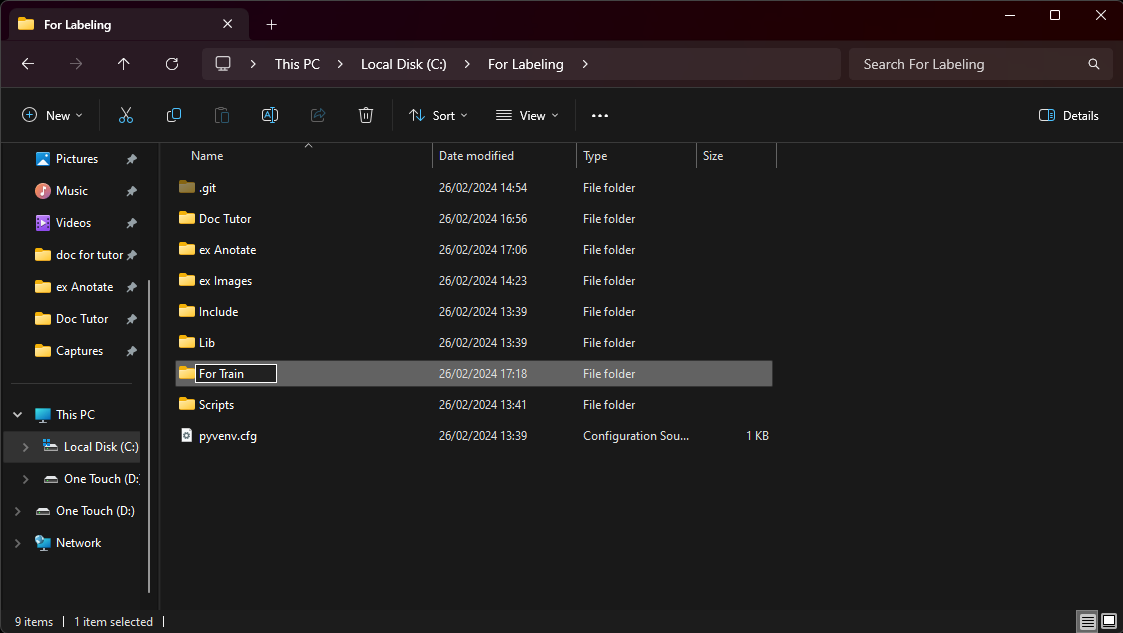 For Labeling
This PC
Local Disk (C:)
For Labeling
Search For Labeling
New
Sort
View
Details
Pictures
Music
Videos
doc for tutor
ex Anotate
Doc Tutor
Captures
This PC
Local Disk (C:)
One Touch (D:
One Touch (D:)
Network
Name Date modified Type Size
.git 26/02/2024 14:54 File folder
Doc Tutor 26/02/2024 16:56 File folder
ex Anotate 26/02/2024 17:06 File folder
ex Images 26/02/2024 14:23 File folder
Include 26/02/2024 13:39 File folder
Lib 26/02/2024 13:39 File folder
For Train 26/02/2024 17:18 File folder
Scripts 26/02/2024 13:41 File folder
pyvenv.cfg 26/02/2024 13:39 Configuration Sou... 1 KB
9 items 1 item selected